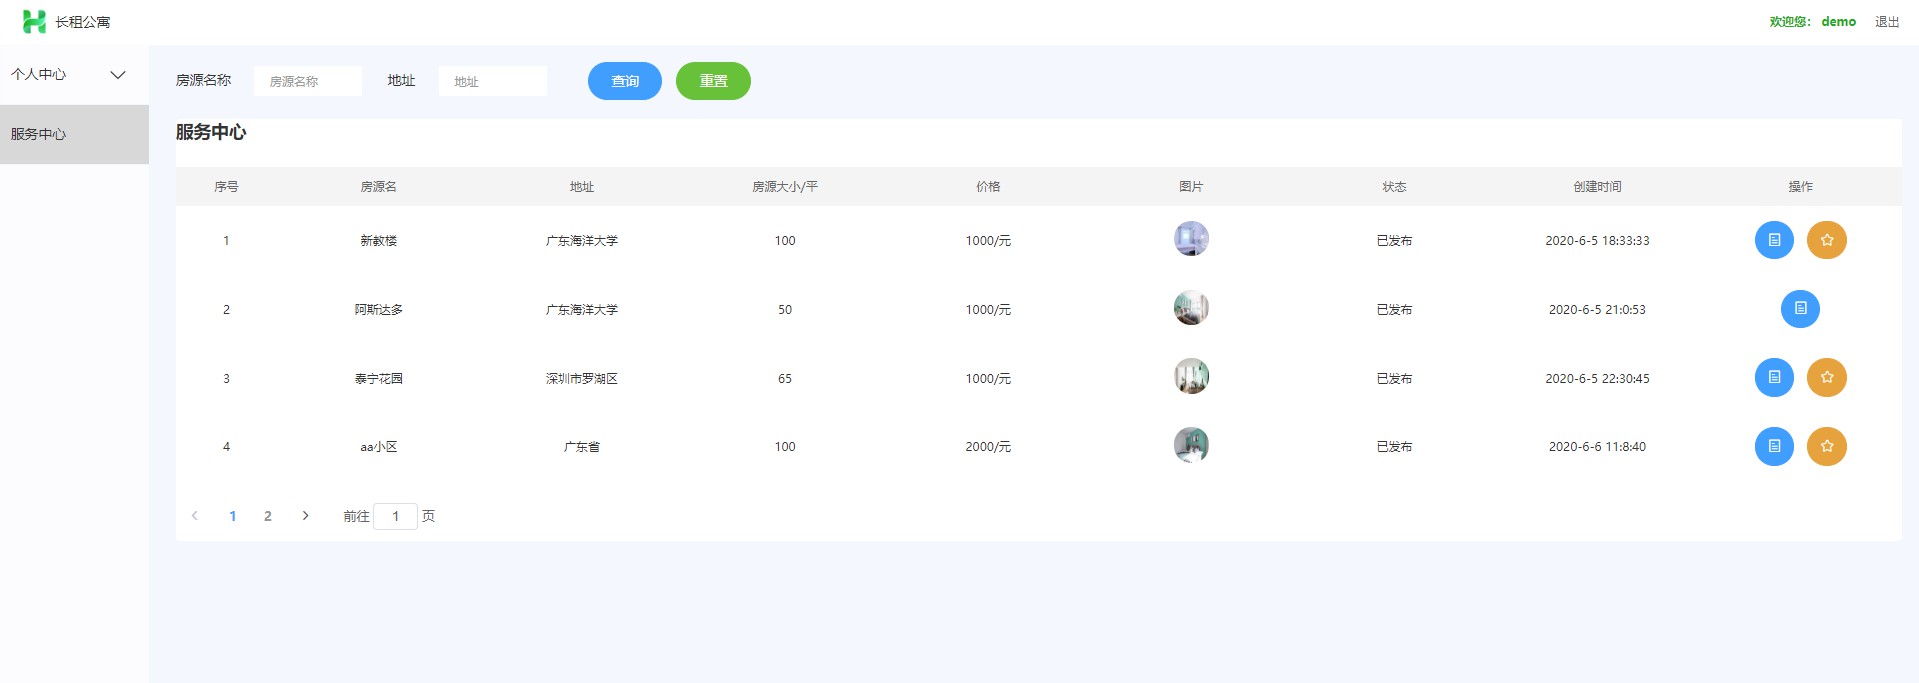 长租公寓
欢迎您： demo 退出
个人中心
服务中心
房源名称 房源名称 地址 地址 查询 重置
服务中心
序号 房源名 地址 房源大小/平 价格 图片 状态 创建时间 操作
1 新教楼 广东海洋大学 100 1000/元 已发布 2020-6-5 18:33:33
2 阿斯达多 广东海洋大学 50 1000/元 已发布 2020-6-5 21:0:53
3 泰宁花园 深圳市罗湖区 65 1000/元 已发布 2020-6-5 22:30:45
4 aa小区 广东省 100 2000/元 已发布 2020-6-6 11:8:40
1 2 前往 1 页